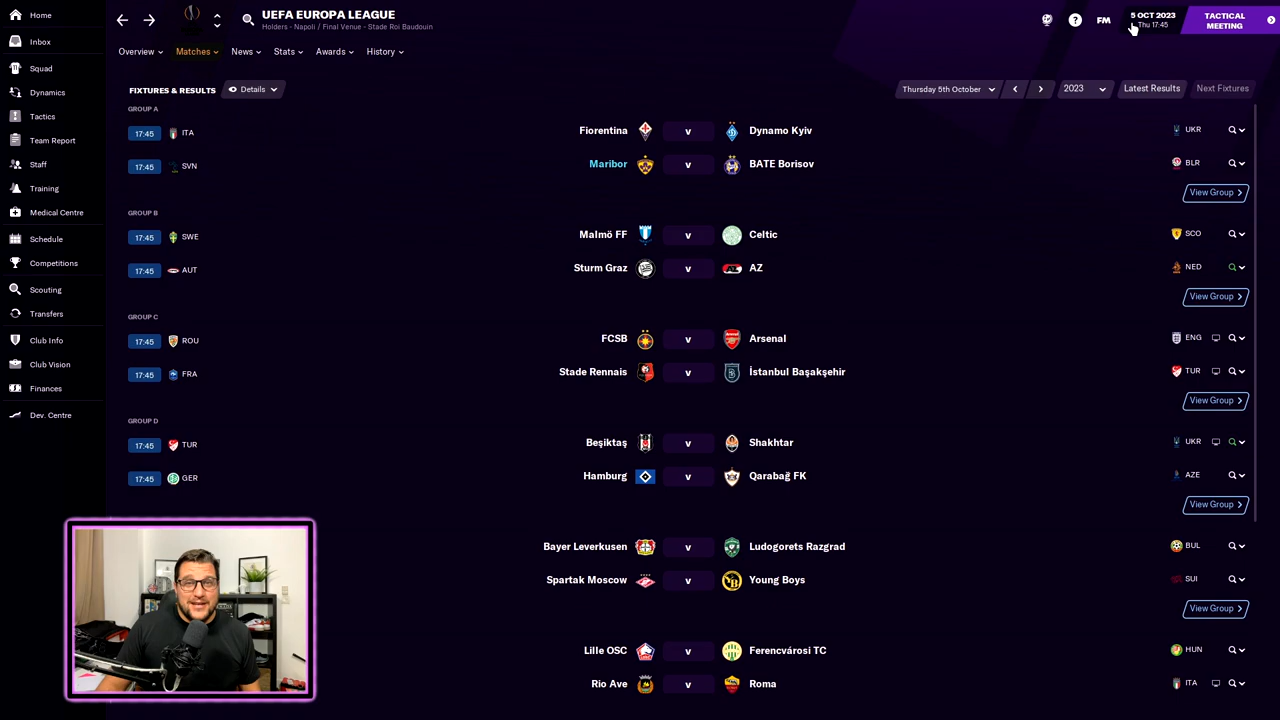 Home
Inbox
Squad
Dynamics
Tactics
Team Report
Staff
Training
Medical Centre
Schedule
Competitions
Scouting
Transfers
Club Info
Club Vision
Finances
Dev. Centre
UEFA EUROPA LEAGUE
Holders - Napoli / Final Venue - Stade Roi Baudouin
? FM
5 OCT 2023
Thu 17:45
TACTICAL
MEETING
Overview Matches News Stats Awards History
FIXTURES & RESULTS Details Thursday 5th October 2023 Latest Results Next Fixtures
GROUP A
17:45 ITA Fiorentina v Dynamo Kyiv UKR
17:45 SVN Maribor v BATE Borisov BLR
View Group
GROUP B
17:45 SWE Malmö FF v Celtic SCO
17:45 AUT Sturm Graz v AZ NED
View Group
GROUP C
17:45 ROU FCSB v Arsenal ENG
17:45 FRA Stade Rennais v İstanbul Başakşehir TUR
View Group
GROUP D
17:45 TUR Beşiktaş v Shakhtar UKR
17:45 GER Hamburg v Qarabağ FK AZE
View Group
Bayer Leverkusen v Ludogorets Razgrad BUL
Spartak Moscow v Young Boys SUI
View Group
Lille OSC v Ferencvárosi TC HUN
Rio Ave v Roma ITA